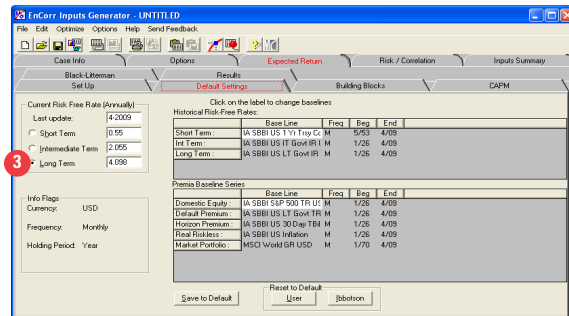 EnCorr Inputs Generator - UNTITLED
File Edit Optimize Options Help Send Feedback
Case Info Options Expected Return Risk / Correlation Inputs Summary
Black-Litterman Results
Set Up Default Settings Building Blocks CAPM
Current Risk Free Rate (Annually)
Last update: 4-2009
Short Term 0.55
Intermediate Term 2.055
3 Long Term 4.098
Info Flags
Currency: USD
Frequency: Monthly
Holding Period: Year
Click on the label to change baselines
Historical Risk-Free Rates:
Base Line Freq Beg End
Short Term : IA SBBI US 1 Yr Trsy Cc M 5/53 4/09
Int Term : IA SBBI US IT Govt IR I, M 1/26 4/09
Long Term : IA SBBI US LT Govt IR M 1/26 4/09
Premia Baseline Series
Base Line Freq Beg End
Domestic Equity : IA SBBI S&P 500 TR US M 1/26 4/09
Default Premium : IA SBBI US LT Govt TR M 1/26 4/09
Horizon Premium : IA SBBI US 30 Day TBil M 1/26 4/09
Real Riskless : IA SBBI US Inflation M 1/26 4/09
Market Portfolio : MSCI World GR USD M 1/70 4/09
Save to Default
Reset to Default
User Ibbotson